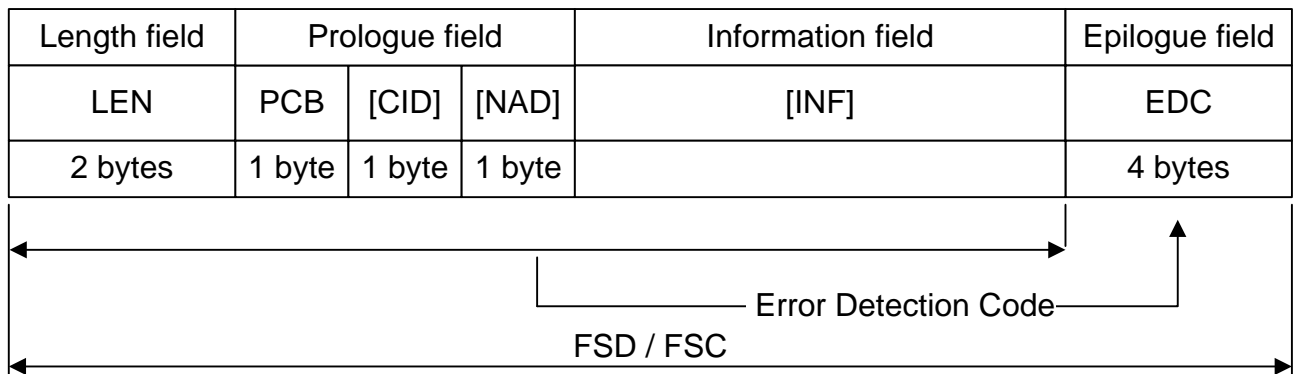 Length field Prologue field Information field Epilogue field
LEN PCB [CID] [NAD] [INF] EDC
2 bytes 1 byte 1 byte 1 byte 4 bytes
Error Detection Code
FSD / FSC